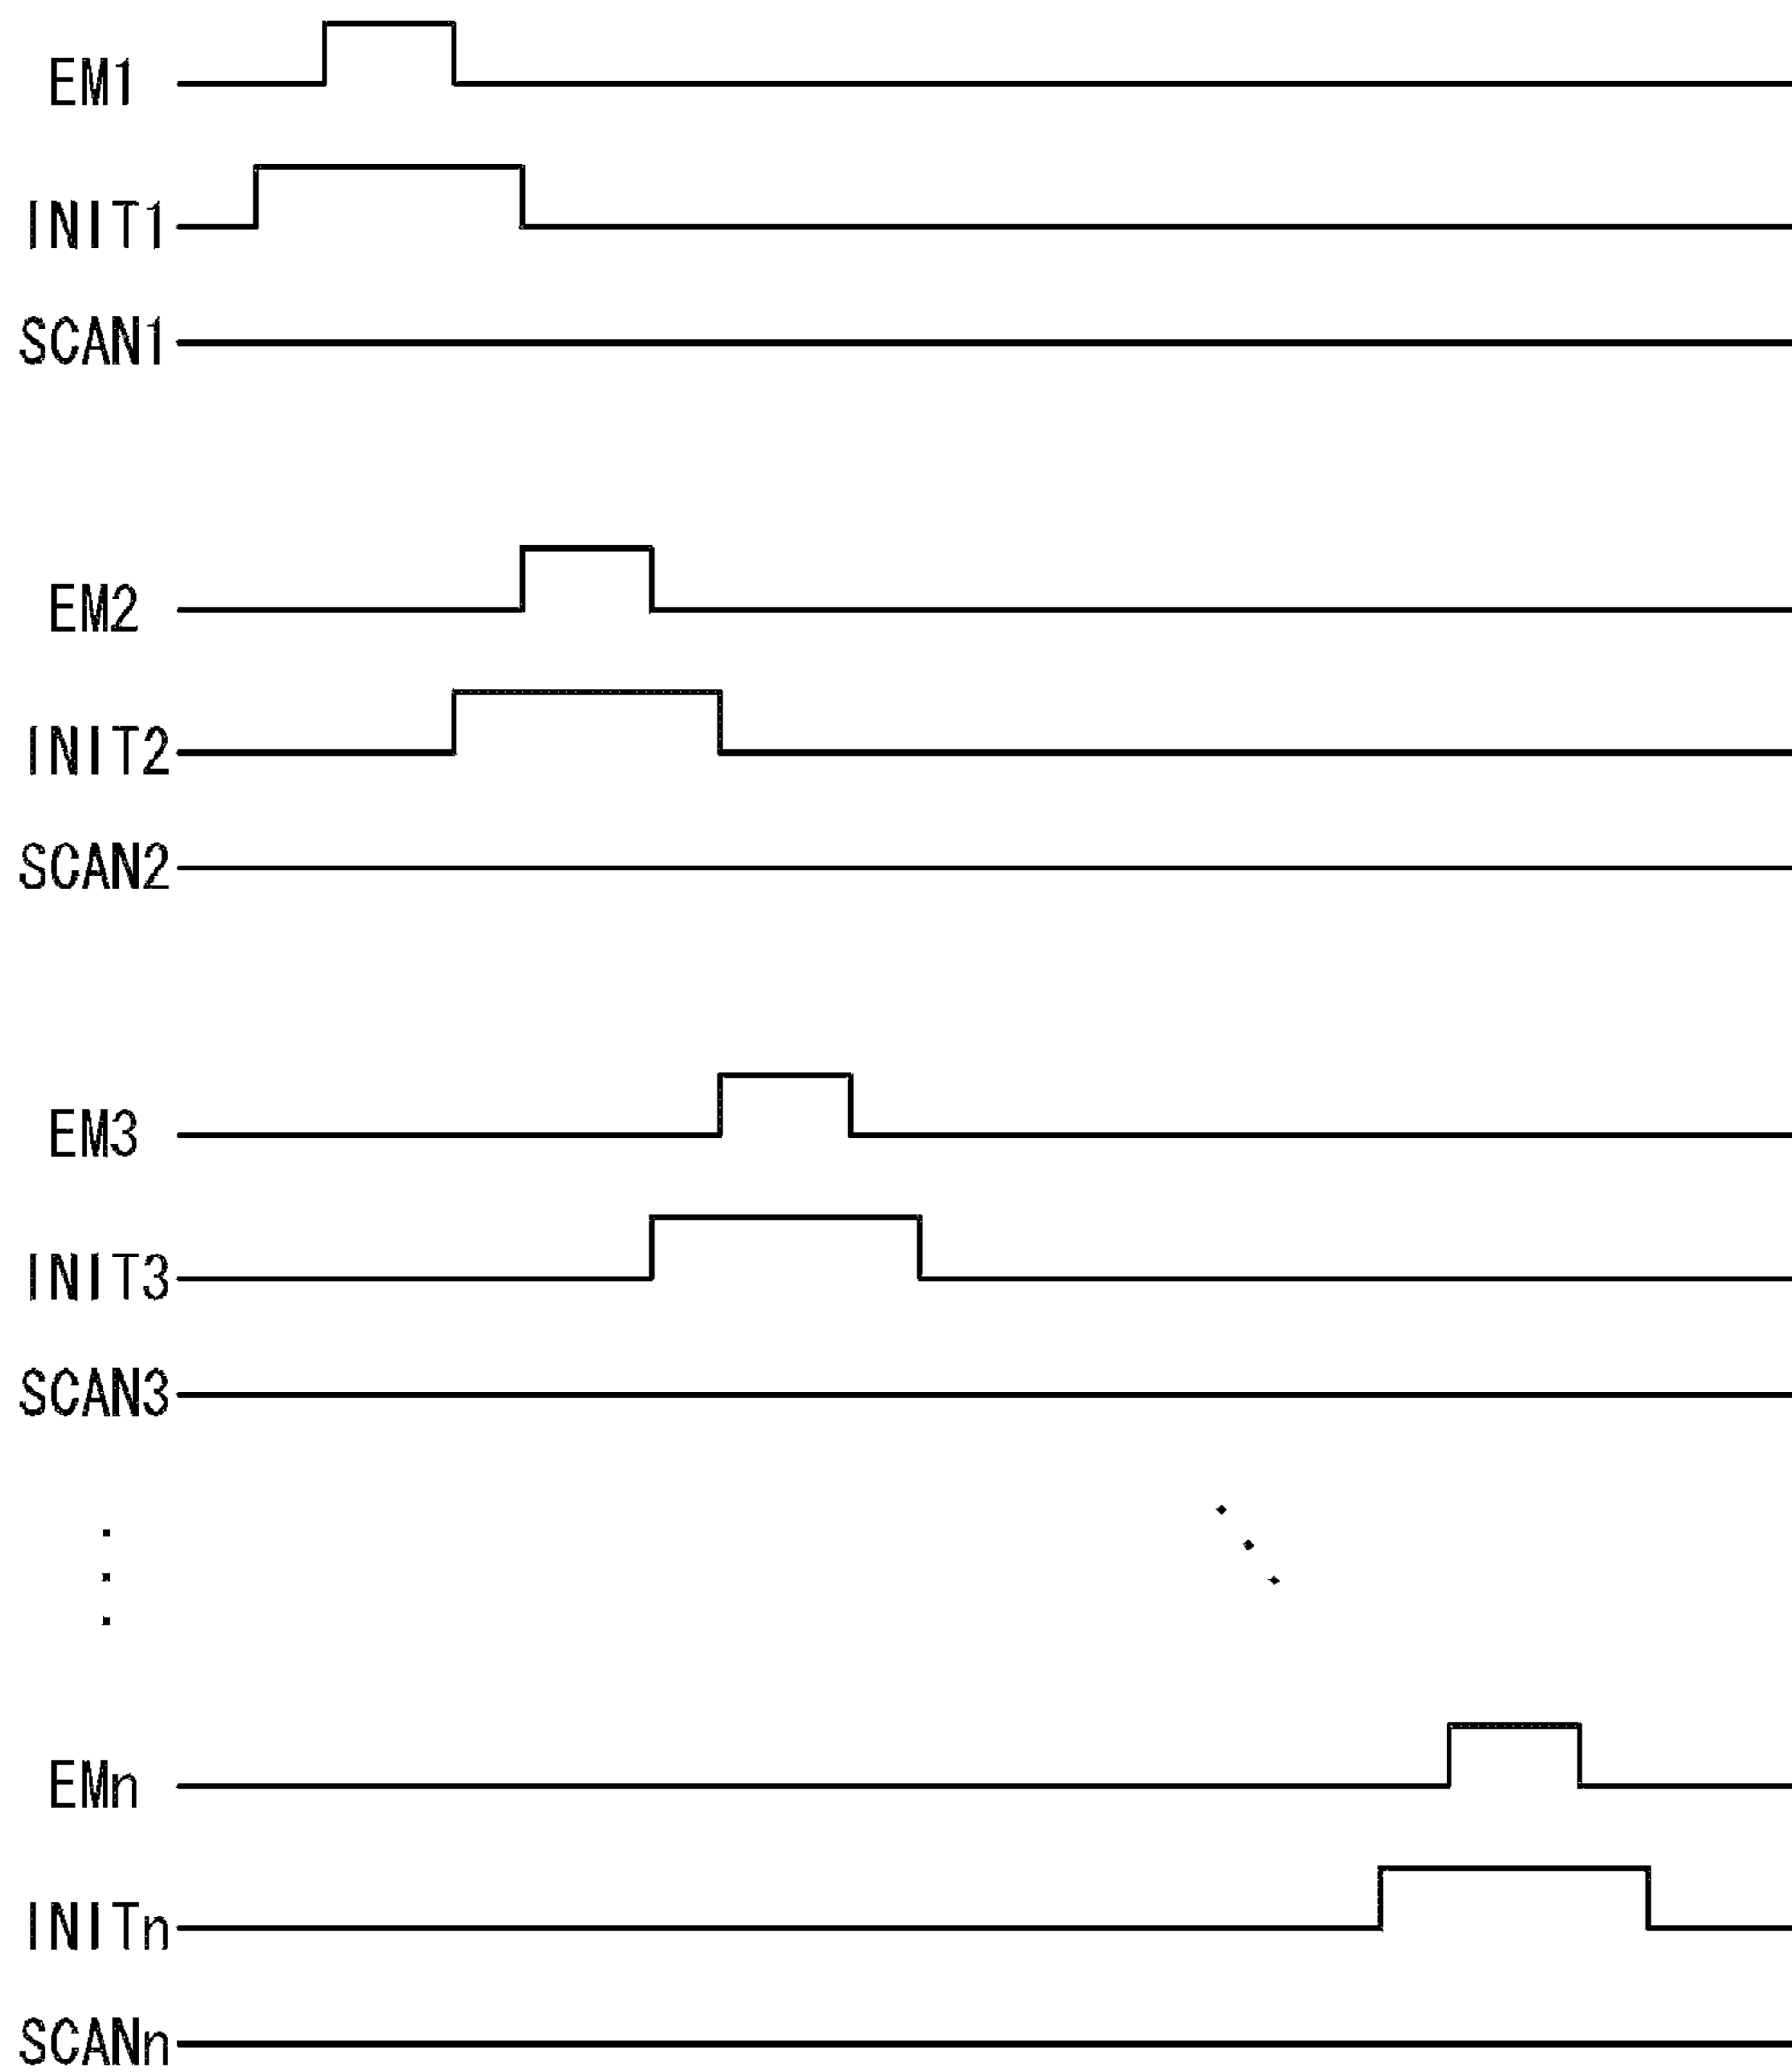 EM1
INIT1
SCAN1
EM2
INIT2
SCAN2
EM3
INIT3
SCAN3
EMn
INITn
SCANn